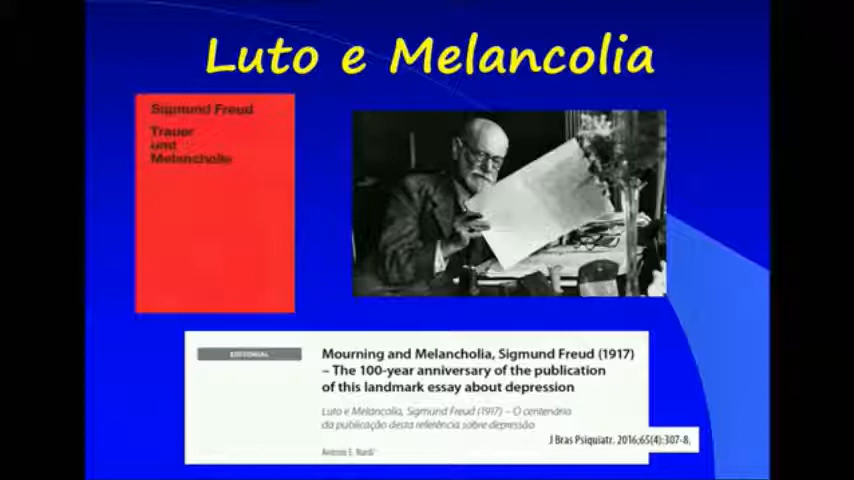 Luto e Melancolia
Sigmund Freud
Trauer
und
Melancholie
EDITORIAL
Mourning and Melancholia, Sigmund Freud (1917)
– The 100-year anniversary of the publication
of this landmark essay about depression
Luto e Melancolia, Sigmund Freud (1917) – O centenário
da publicação desta referência sobre depressão
J Bras Psiquiatr. 2016;65(4):307-8,
Antonio E. Nardi